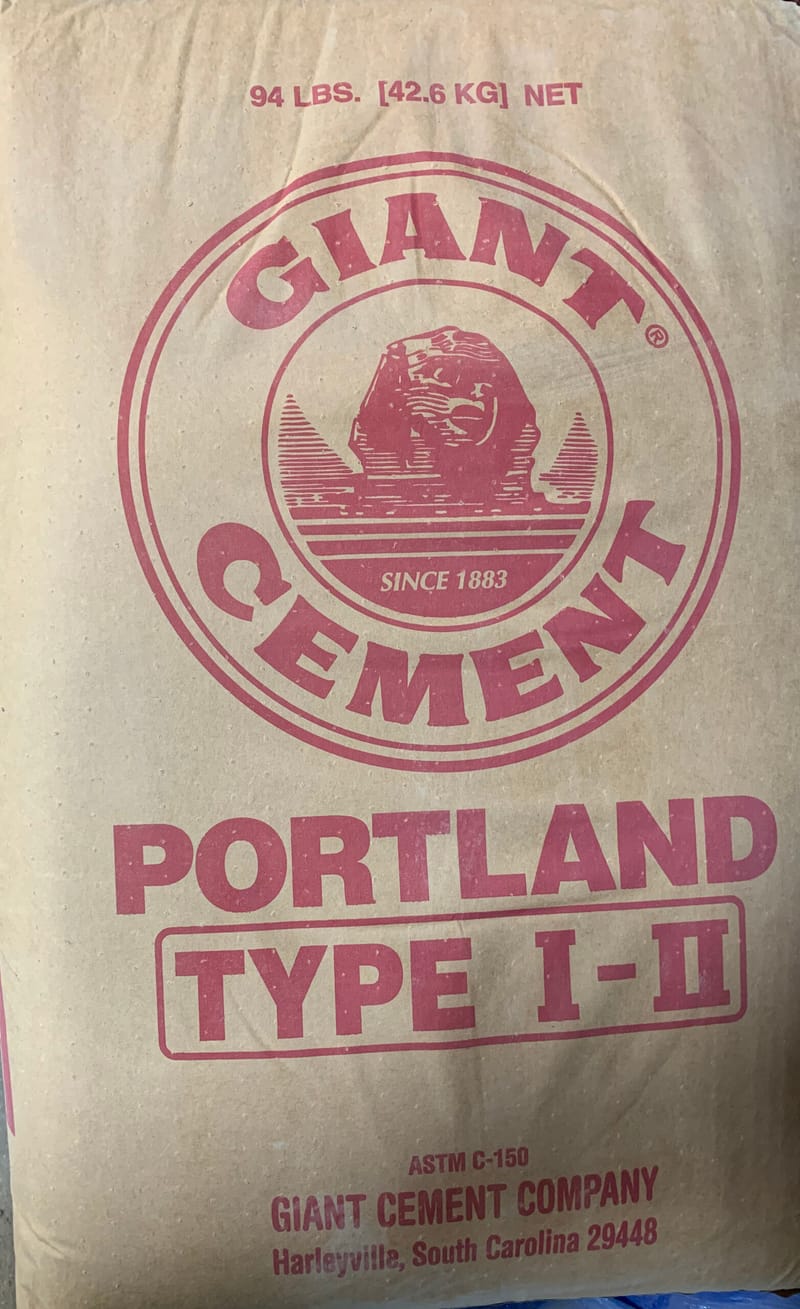 94 LBS. [42.6 KG] NET
GIANT®
SINCE 1883
CEMENT
PORTLAND
TYPE I-II
ASTM C-150
GIANT CEMENT COMPANY
Harleyville, South Carolina 29448